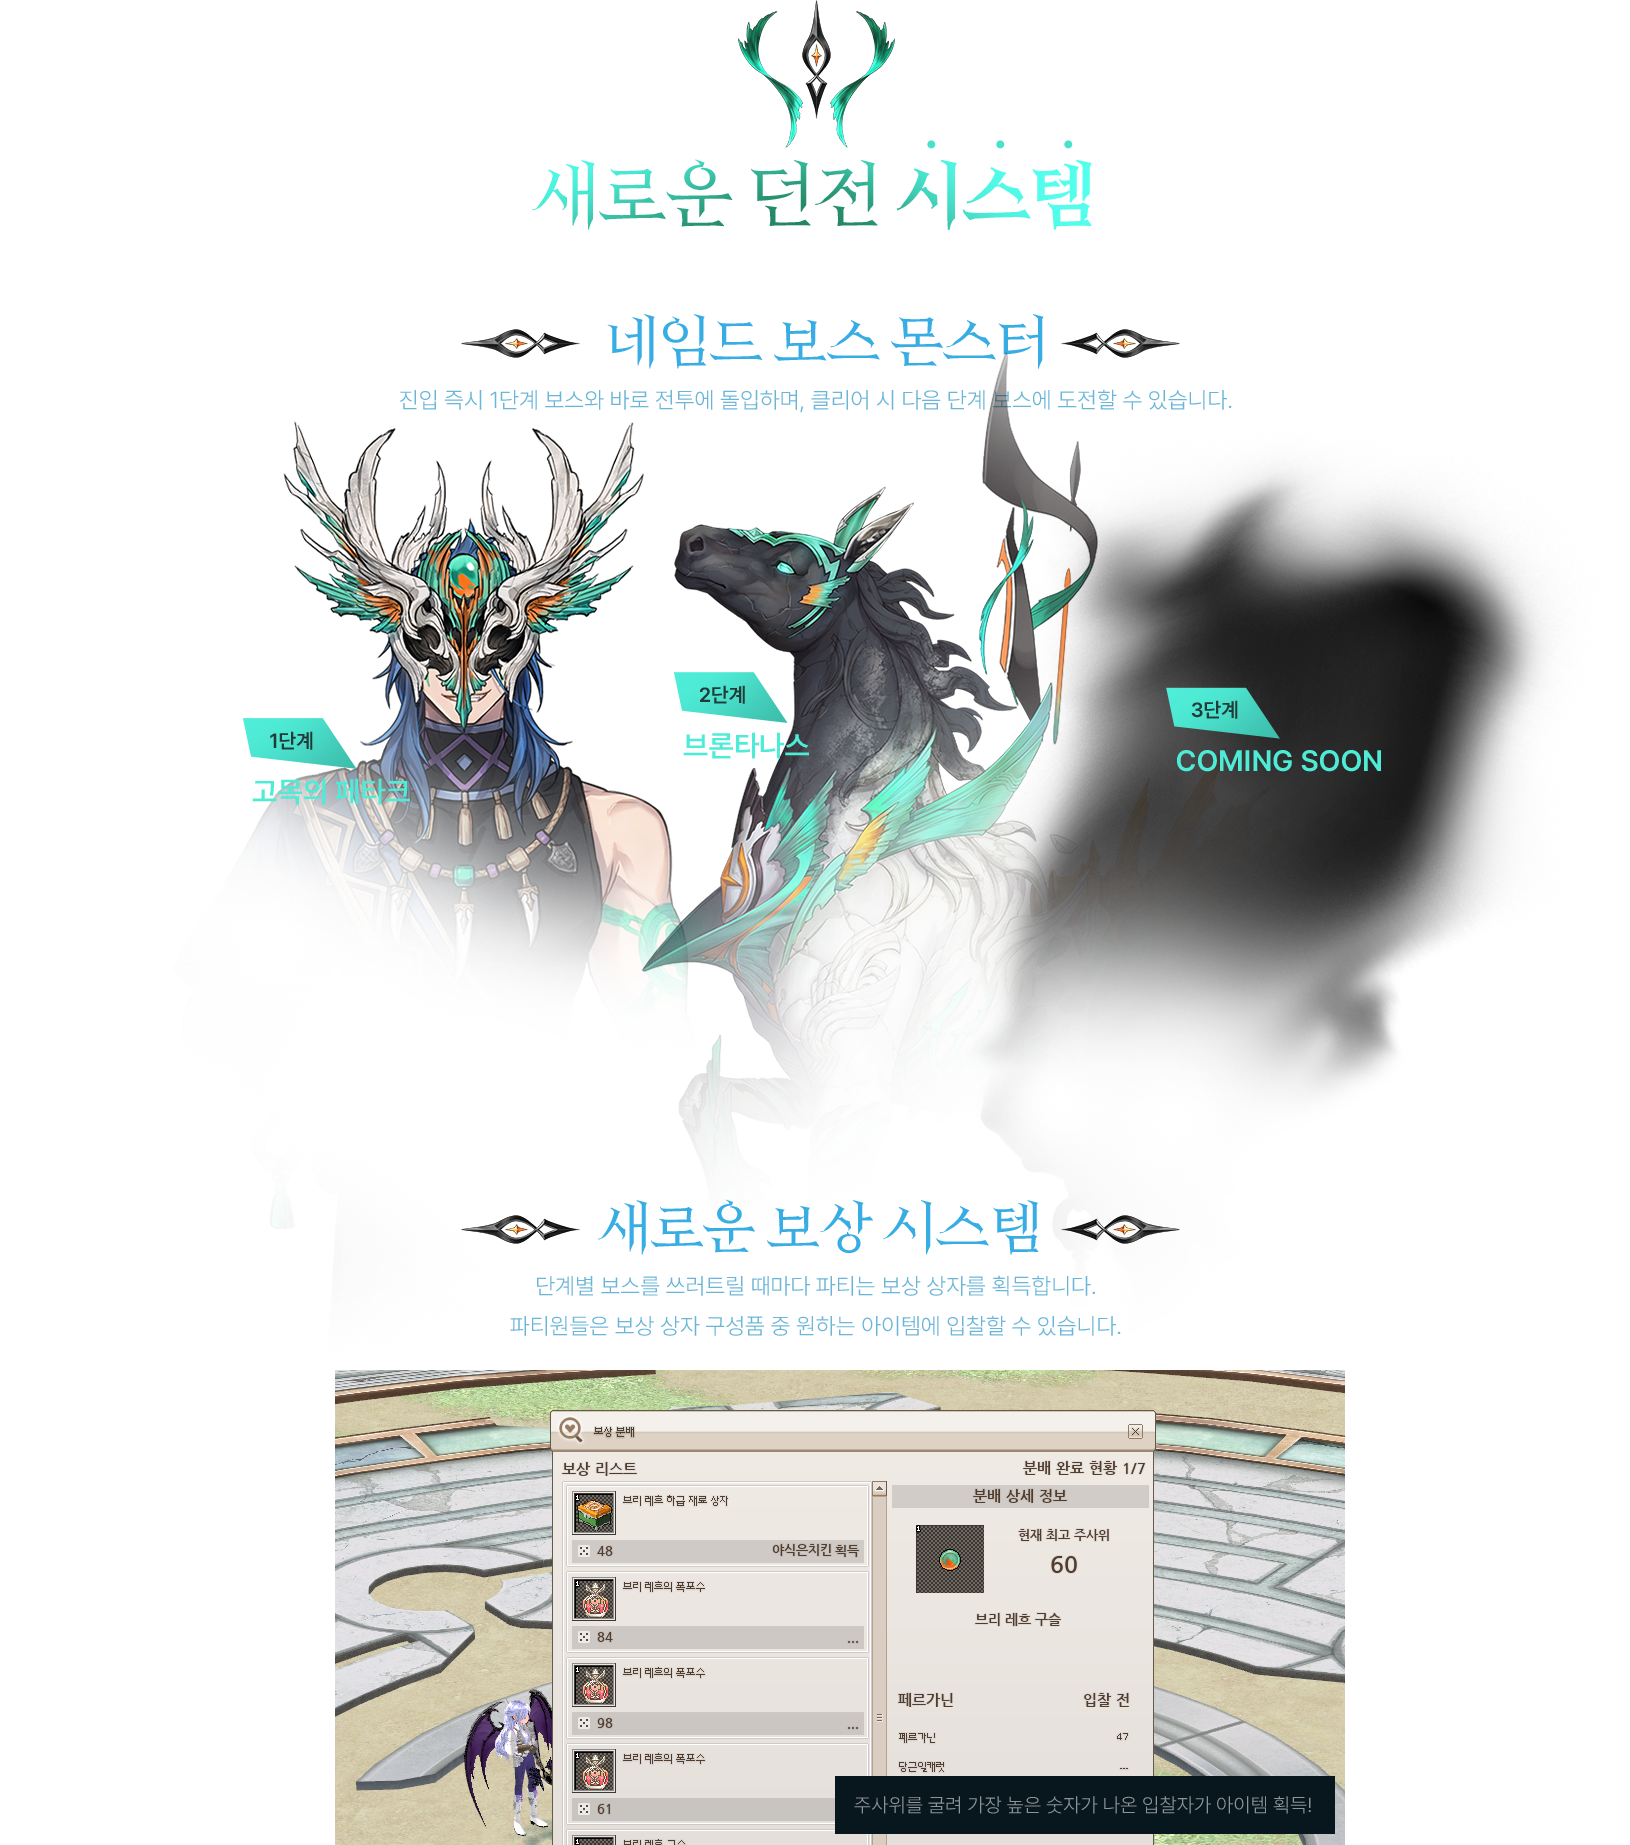 새로운 던전 시스템
네임드 보스 몬스터
진입 즉시 1단계 보스와 바로 전투에 돌입하며, 클리어 시 다음 단계 보스에 도전할 수 있습니다.
1단계
고목의 페타크
2단계
브론타나스
3단계
COMING SOON
새로운 보상 시스템
단계별 보스를 쓰러트릴 때마다 파티는 보상 상자를 획득합니다.
파티원들은 보상 상자 구성품 중 원하는 아이템에 입찰할 수 있습니다.
보상 분배
보상 리스트
분배 완료 현황 1/7
1
브리 레흐 하급 재료 상자
48
야식은치킨 획득
1
브리 레흐의 폭포수
84
...
1
브리 레흐의 폭포수
98
...
1
브리 레흐의 폭포수
61
분배 상세 정보
1
현재 최고 주사위
60
브리 레흐 구슬
페르가닌
입찰 전
페르가닌
47
당근잎캐럿
...
주사위를 굴려 가장 높은 숫자가 나온 입찰자가 아이템 획득!